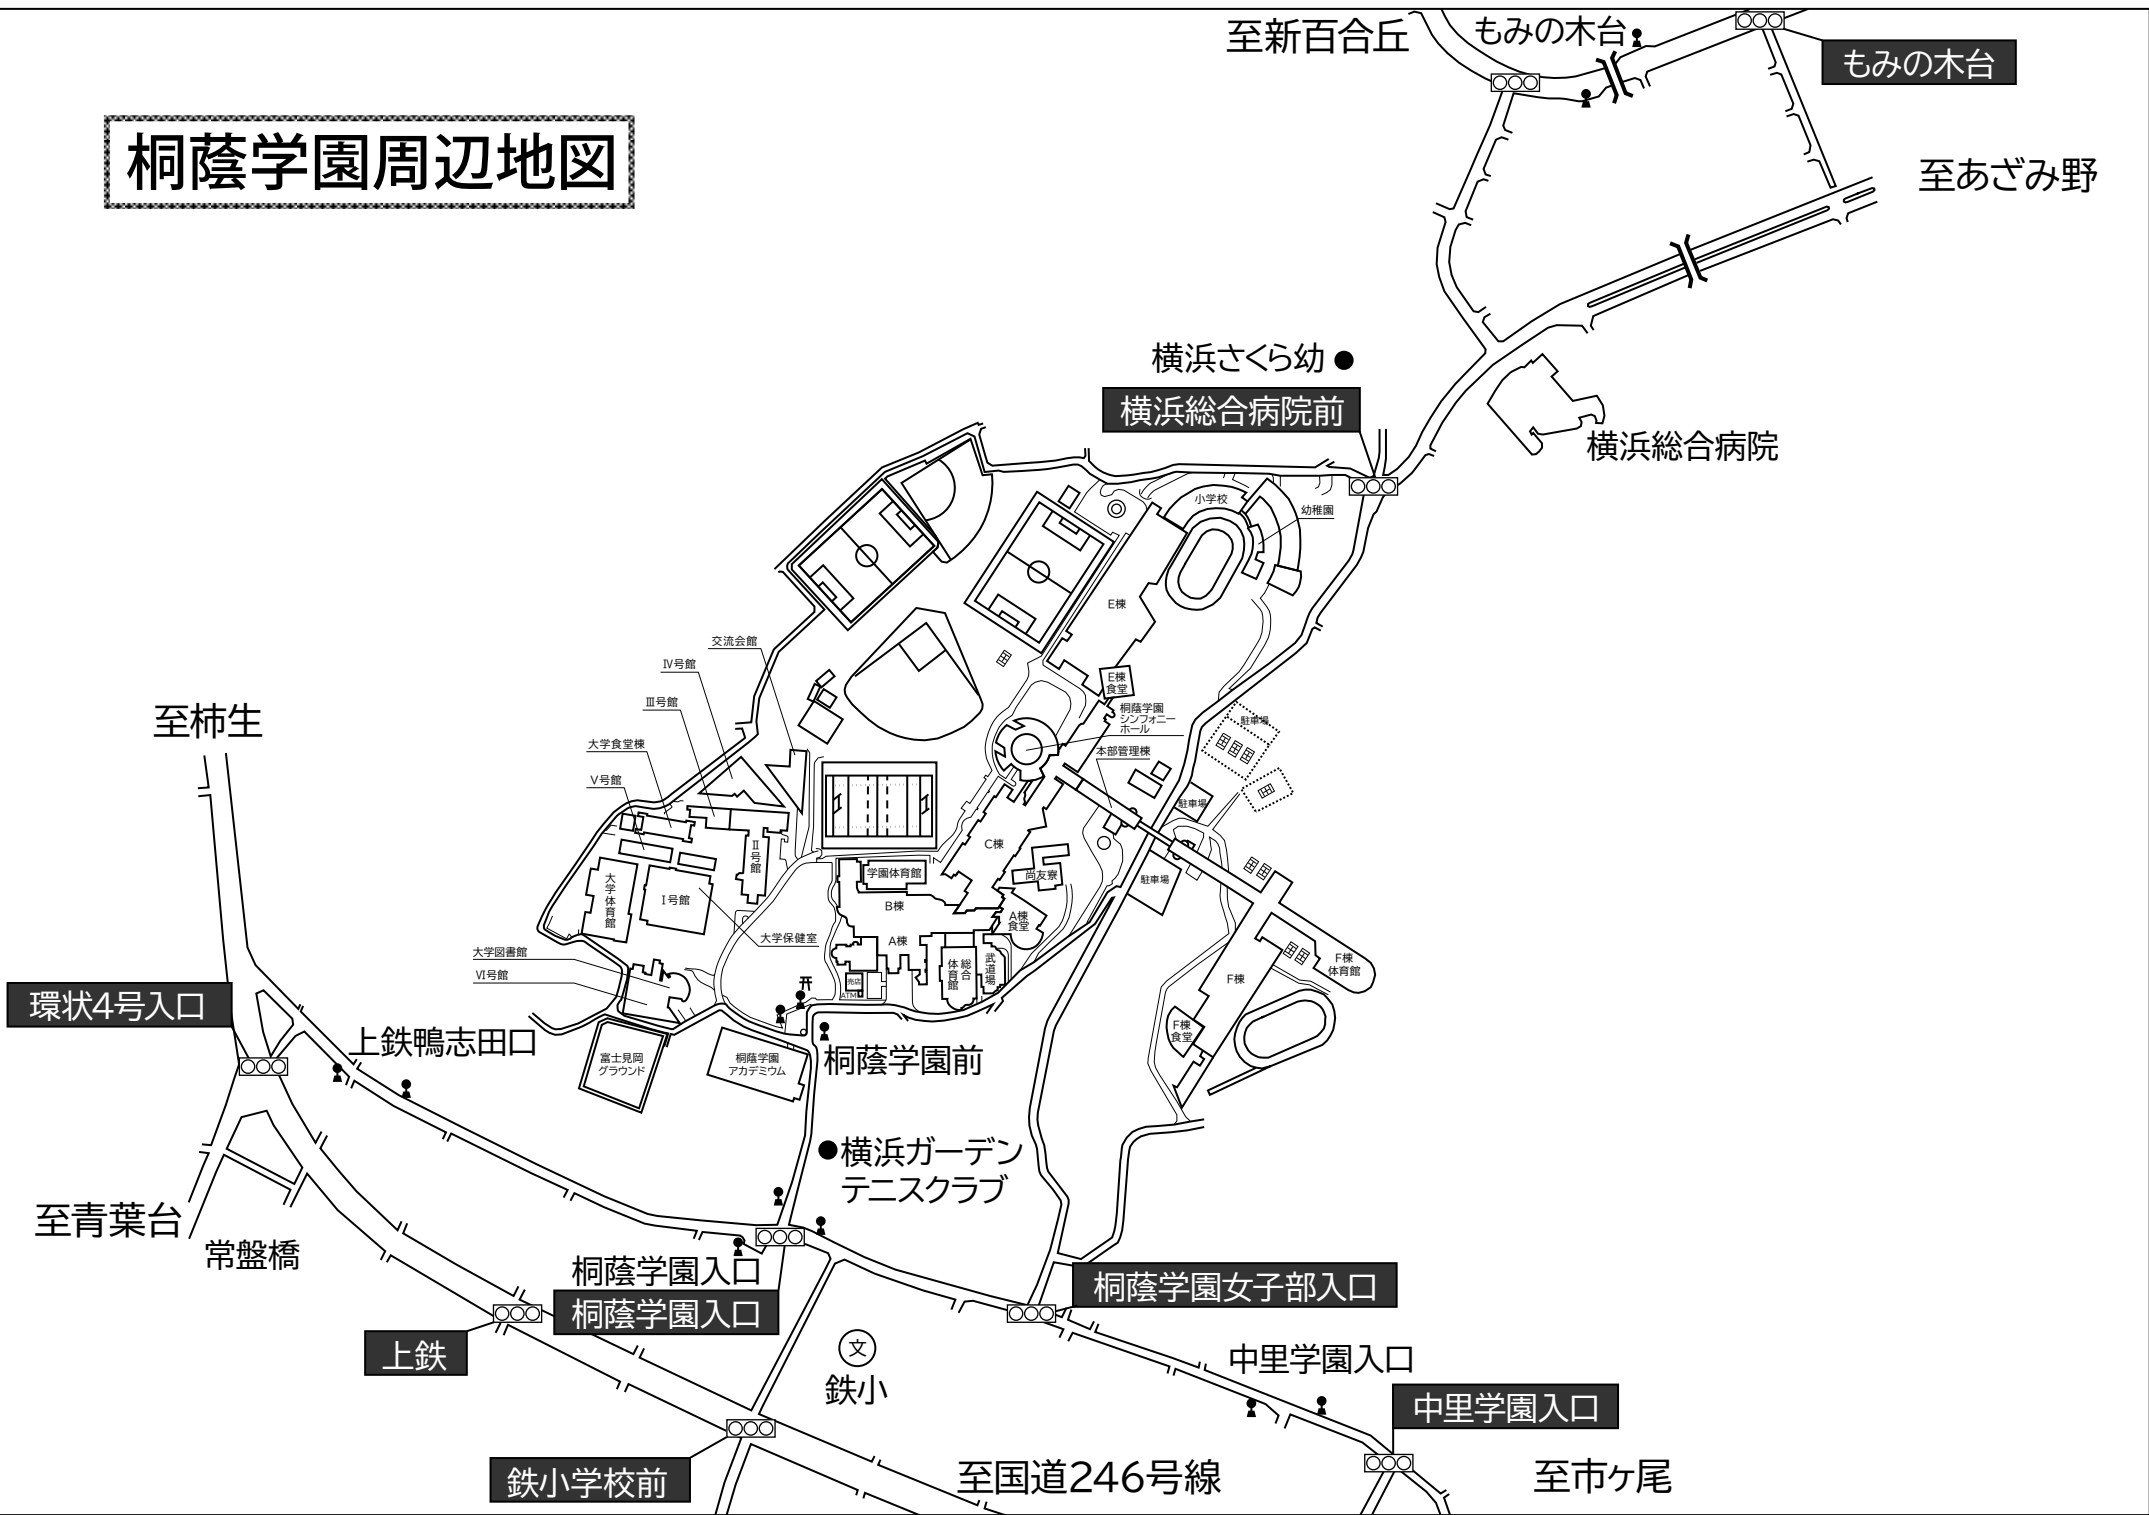 至新百合丘
もみの木台
もみの木台
桐蔭学園周辺地図
至あざみ野
横浜さくら幼
横浜総合病院前
横浜総合病院
小学校
幼稚園
E棟
交流会館
Ⅳ号館
Ⅲ号館
E棟
食堂
桐蔭学園
シンフォニー
ホール
駐車場
至柿生
大学食堂棟
本部管理棟
Ⅴ号館
駐車場
C棟
Ⅱ号館
学園体育館
尚友寮
駐車場
大学体育館
Ⅰ号館
B棟
A棟
食堂
大学保健室
A棟
大学図書館
Ⅵ号館
総合
体育館
武道場
F棟
体育館
F棟
売店
ATM
環状4号入口
上鉄鴨志田口
富士見岡
グラウンド
桐蔭学園
アカデミウム
桐蔭学園前
F棟
食堂
横浜ガーデン
テニスクラブ
至青葉台
常盤橋
桐蔭学園入口
桐蔭学園入口
桐蔭学園女子部入口
上鉄
文
鉄小
中里学園入口
中里学園入口
鉄小学校前
至国道246号線
至市ヶ尾